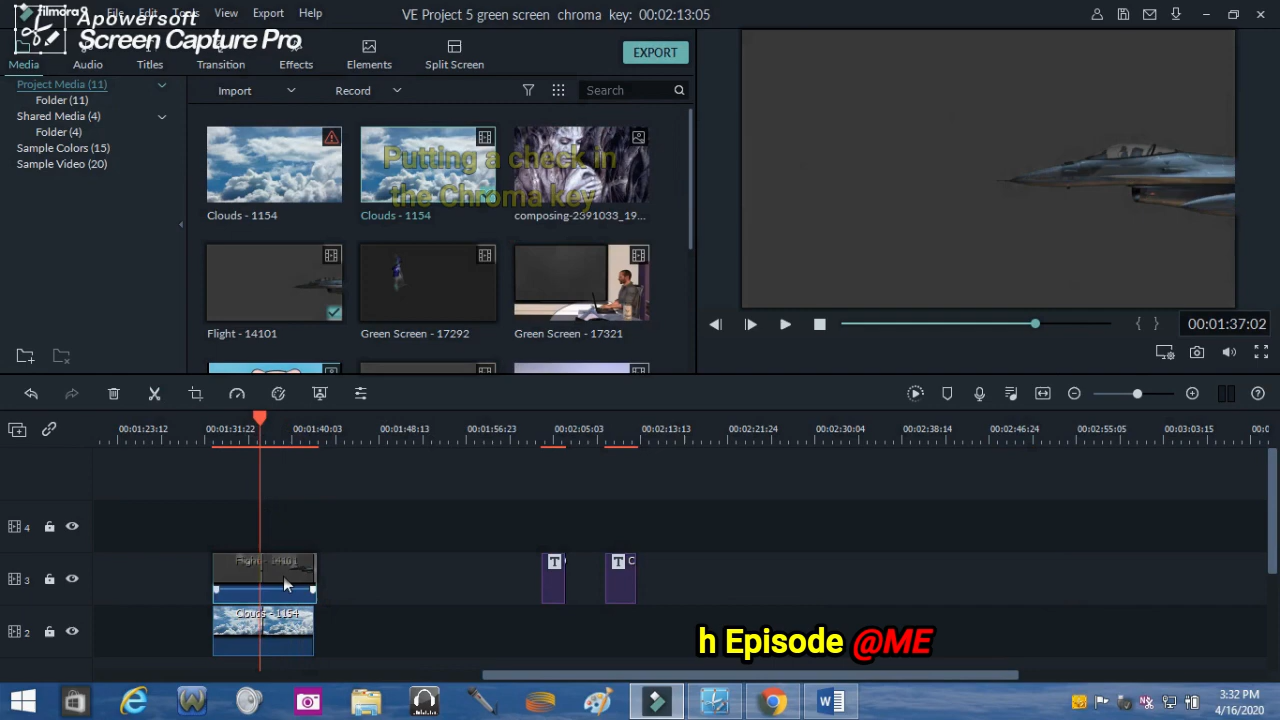 filmora9 File Edit Tools View Export Help VE Project 5 green screen chroma key: 00:02:13:05
Apowersoft
Screen Capture Pro
Media Audio Titles Transition Effects Elements Split Screen EXPORT
Project Media (11)
Folder (11)
Shared Media (4)
Folder (4)
Sample Colors (15)
Sample Video (20)
Import Record Search
Putting a check in
the Chroma key
Clouds - 1154 Clouds - 1154 composing-2391033_19...
Flight - 14101 Green Screen - 17292 Green Screen - 17321
00:01:37:02
00:01:23:12 00:01:31:22 00:01:40:03 00:01:48:13 00:01:56:23 00:02:05:03 00:02:13:13 00:02:21:24 00:02:30:04 00:02:38:14 00:02:46:24 00:02:55:05 00:03:03:15 00:0
4
Flight - 14101 T T C
3
Clouds - 1154
2
h Episode @ME
3:32 PM
4/16/2020